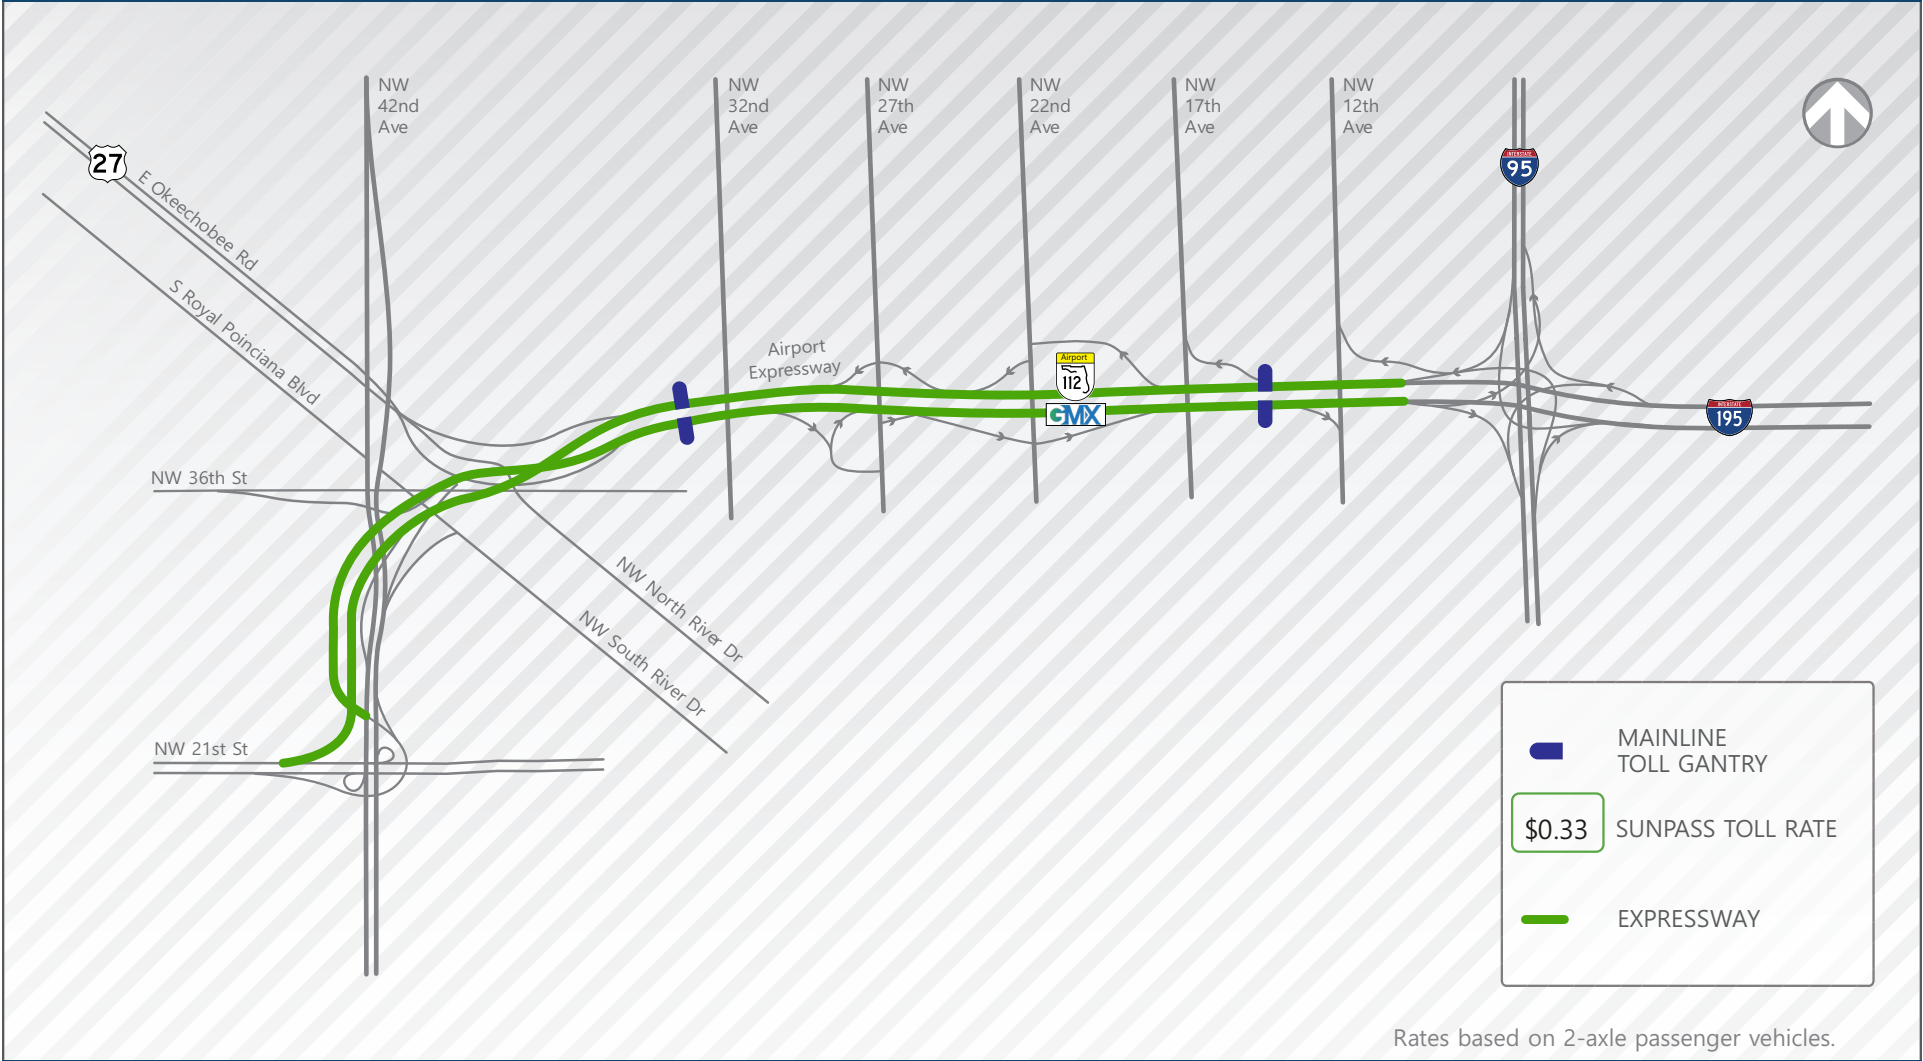 NW
42nd
Ave
NW
32nd
Ave
NW
27th
Ave
NW
22nd
Ave
NW
17th
Ave
NW
12th
Ave
27
E Okeechobee Rd
INTERSTATE
95
S Royal Poinciana Blvd
Airport
Expressway
Airport
112
GMX
INTERSTATE
195
NW 36th St
NW North River Dr
NW South River Dr
NW 21st St
MAINLINE
TOLL GANTRY
$0.33 SUNPASS TOLL RATE
EXPRESSWAY
Rates based on 2-axle passenger vehicles.